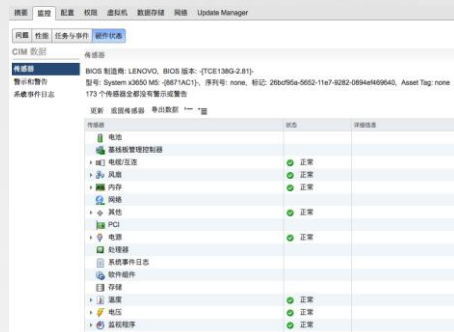 摘要 监控 配置 权限 虚拟机 数据存储 网络 Update Manager
问题 性能 任务与事件 硬件状态
CIM 数据
传感器
警示和警告
系统事件日志
传感器
BIOS 制造商: LENOVO, BIOS 版本: -[TCE138G-2.81]-
型号: System x3650 M5: -[8871AC1]-, 序列号: none, 标记: 26bcf95a-5652-11e7-9282-0894ef469640, Asset Tag: none
173 个传感器全都没有警示或警告
更新 重置传感器 导出数据
传感器 状态 详细信息
电池
基线板管理控制器
电缆/互连 正常
风扇 正常
内存 正常
网络
其他 正常
PCI
电源 正常
处理器
系统事件日志
软件组件
存储
温度 正常
电压 正常
监视程序 正常